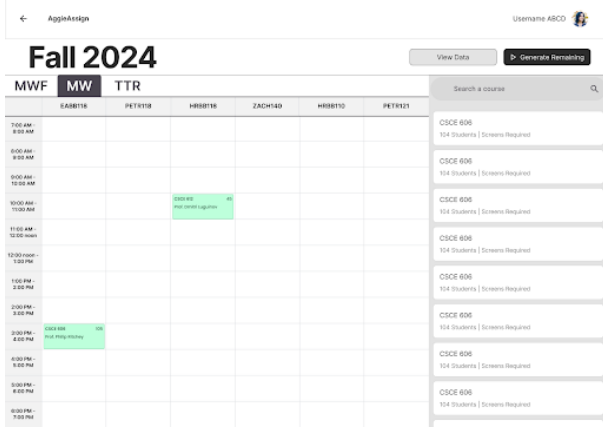 AggieAssign
Username ABCD
Fall 2024
View Data
Generate Remaining
MWF MW TTR
Search a course
EABB116 PETR118 HRBB116 ZACH140 HRBB110 PETR121
7:00 AM -
8:00 AM
8:00 AM -
9:00 AM
9:00 AM -
10:00 AM
10:00 AM -
11:00 AM
11:00 AM -
12:00 noon
12:00 noon -
1:00 PM
1:00 PM -
2:00 PM
2:00 PM -
3:00 PM
3:00 PM -
4:00 PM
4:00 PM -
5:00 PM
5:00 PM -
6:00 PM
6:00 PM -
7:00 PM
CSCE
Prof.
CSCE 606
Prof. Philip Ritchey
CSCE 606
104 Students | Screens Required
CSCE 606
104 Students | Screens Required
CSCE 606
104 Students | Screens Required
CSCE 606
104 Students | Screens Required
CSCE 606
104 Students | Screens Required
CSCE 606
104 Students | Screens Required
CSCE 606
104 Students | Screens Required
CSCE 606
104 Students | Screens Required